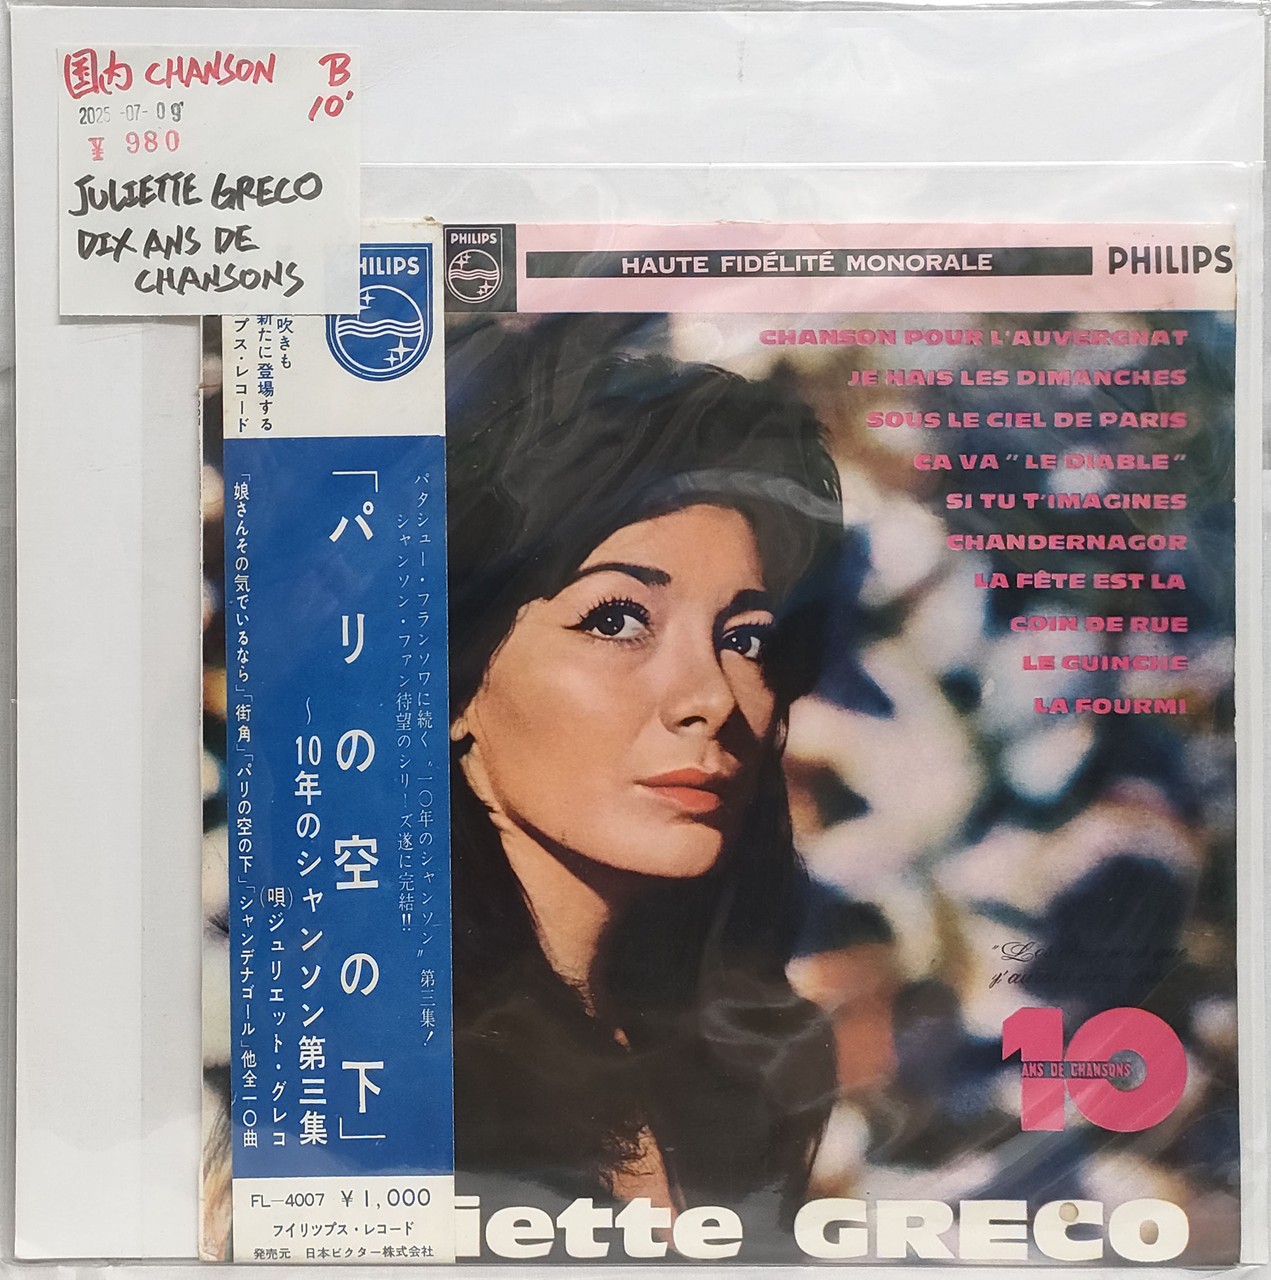 国内 CHANSON B
10'
2025-07-09
¥ 980
JULIETTE GRECO
DIX ANS DE
CHANSONS
HILIPS
吹きも
新たに登場する
プス・レコード
パタシュー・フランソワに続く〝一〇年のシャンソン〟第三集!
シャンソン・ファン待望のシリーズ遂に完結!!
「パリの空の下」
~10年のシャンソン第三集
(唄)ジュリエット・グレコ
「娘さんその気でいるなら」「街角」「パリの空の下」「シャンデナゴール」他全一〇曲
FL-4007 ¥1,000
フイリツプス・レコード
発売元 日本ビクター株式会社
PHILIPS
HAUTE FIDÉLITÉ MONORALE
PHILIPS
CHANSON POUR L'AUVERGNAT
JE HAIS LES DIMANCHES
SOUS LE CIEL DE PARIS
ÇA VA "LE DIABLE"
SI TU T'IMAGINES
CHANDERNAGOR
LA FÊTE EST LA
COIN DE RUE
LE GUINCHE
LA FOURMI
10
ANS DE CHANSONS
iette GRECO